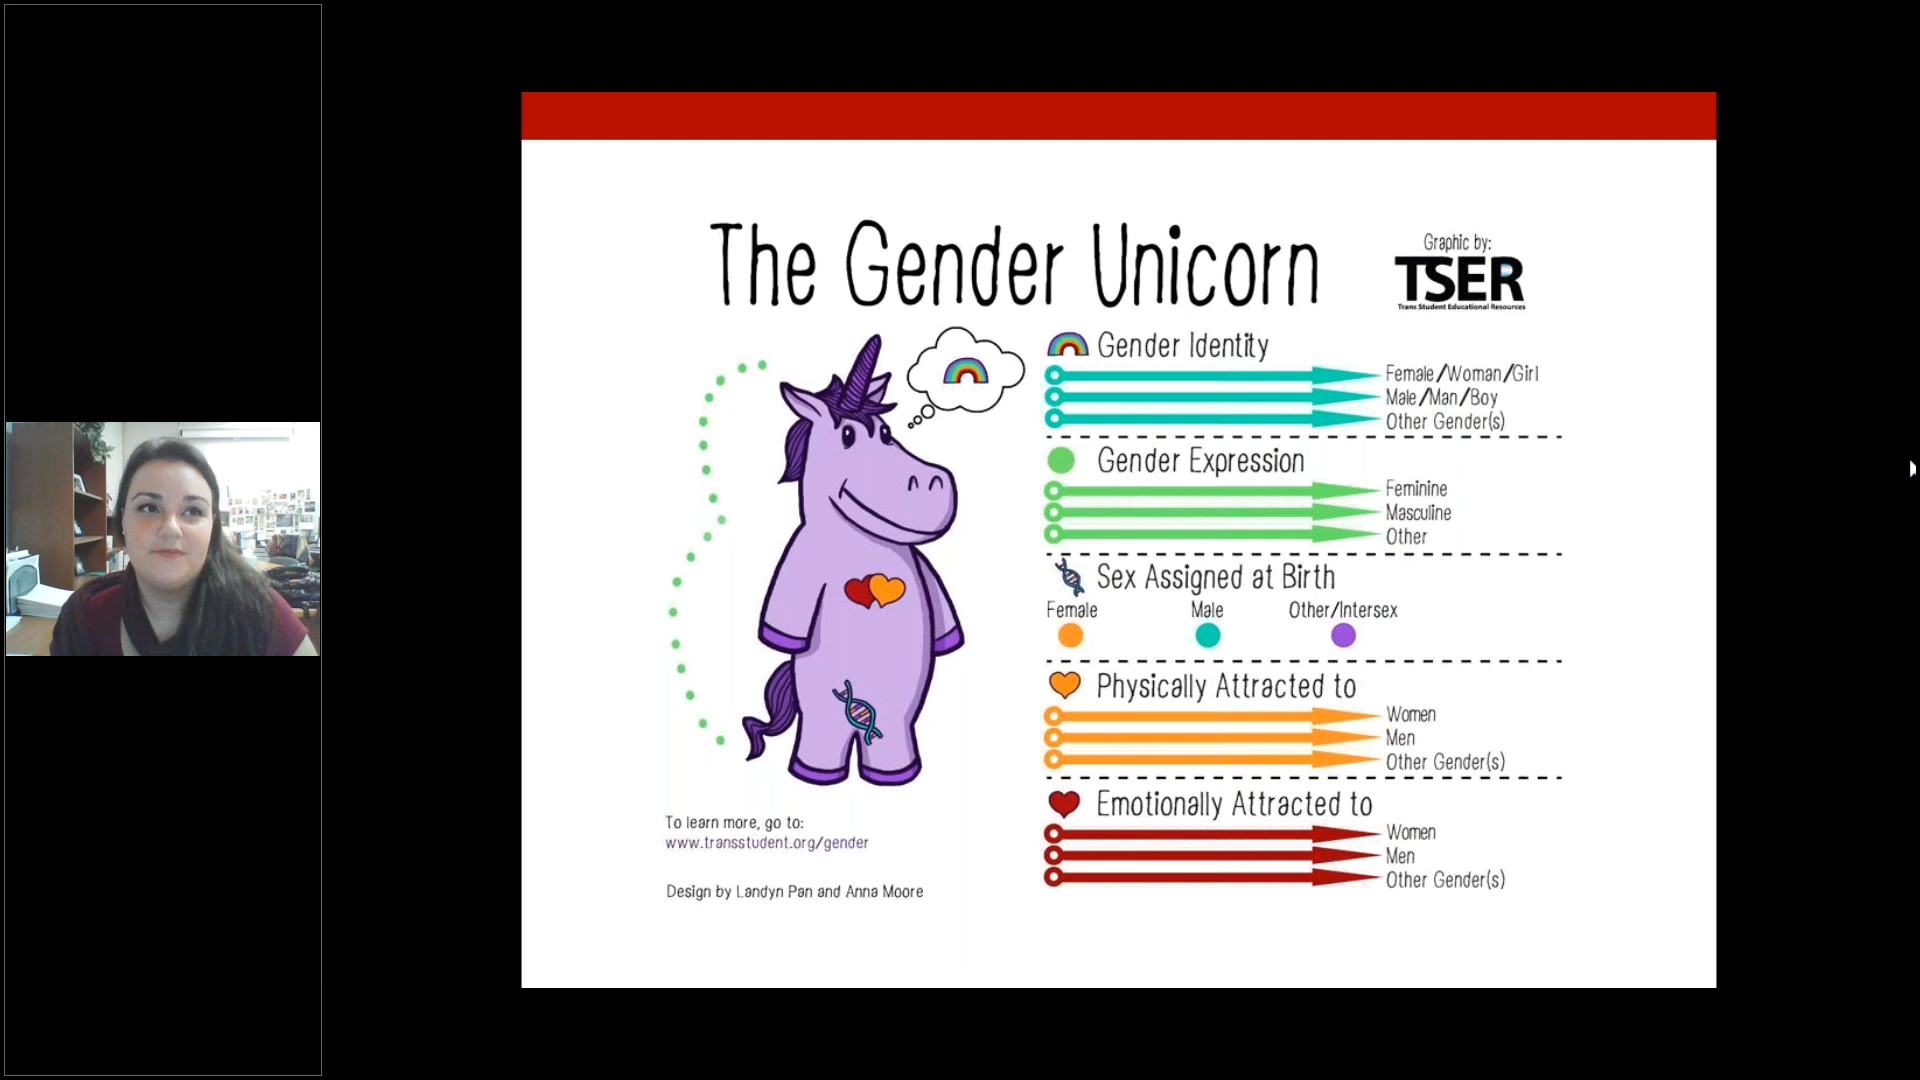 The Gender Unicorn
Graphic by:
TSER
Trans Student Educational Resources
Gender Identity
Female/Woman/Girl
Male/Man/Boy
Other Gender(s)
Gender Expression
Feminine
Masculine
Other
Sex Assigned at Birth
Female Male Other/Intersex
Physically Attracted to
Women
Men
Other Gender(s)
Emotionally Attracted to
Women
Men
Other Gender(s)
To learn more, go to:
www.transstudent.org/gender
Design by Landyn Pan and Anna Moore